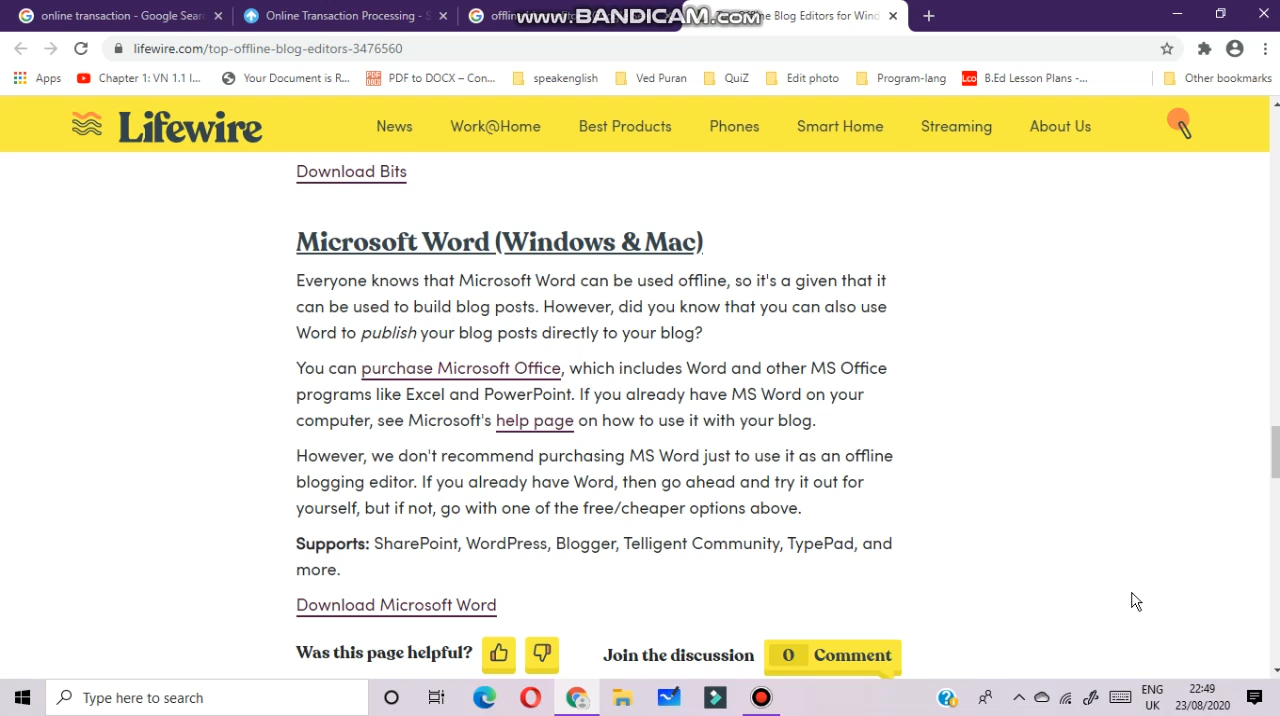 online transaction - Google Sear
Online Transaction Processing - S
offlin
www.BANDICAM.com
Offline Blog Editors for Wind
lifewire.com/top-offline-blog-editors-3476560
Apps
Chapter 1: VN 1.1 I...
Your Document is R...
PDF to DOCX – Con...
speakenglish
Ved Puran
QuiZ
Edit photo
Program-lang
Lco
B.Ed Lesson Plans -...
Other bookmarks
Lifewire
News
Work@Home
Best Products
Phones
Smart Home
Streaming
About Us
Download Bits
Microsoft Word (Windows & Mac)
Everyone knows that Microsoft Word can be used offline, so it's a given that it
can be used to build blog posts. However, did you know that you can also use
Word to publish your blog posts directly to your blog?
You can purchase Microsoft Office, which includes Word and other MS Office
programs like Excel and PowerPoint. If you already have MS Word on your
computer, see Microsoft's help page on how to use it with your blog.
However, we don't recommend purchasing MS Word just to use it as an offline
blogging editor. If you already have Word, then go ahead and try it out for
yourself, but if not, go with one of the free/cheaper options above.
Supports: SharePoint, WordPress, Blogger, Telligent Community, TypePad, and
more.
Download Microsoft Word
Was this page helpful?
Join the discussion
0 Comment
Type here to search
ENG
UK
22:49
23/08/2020